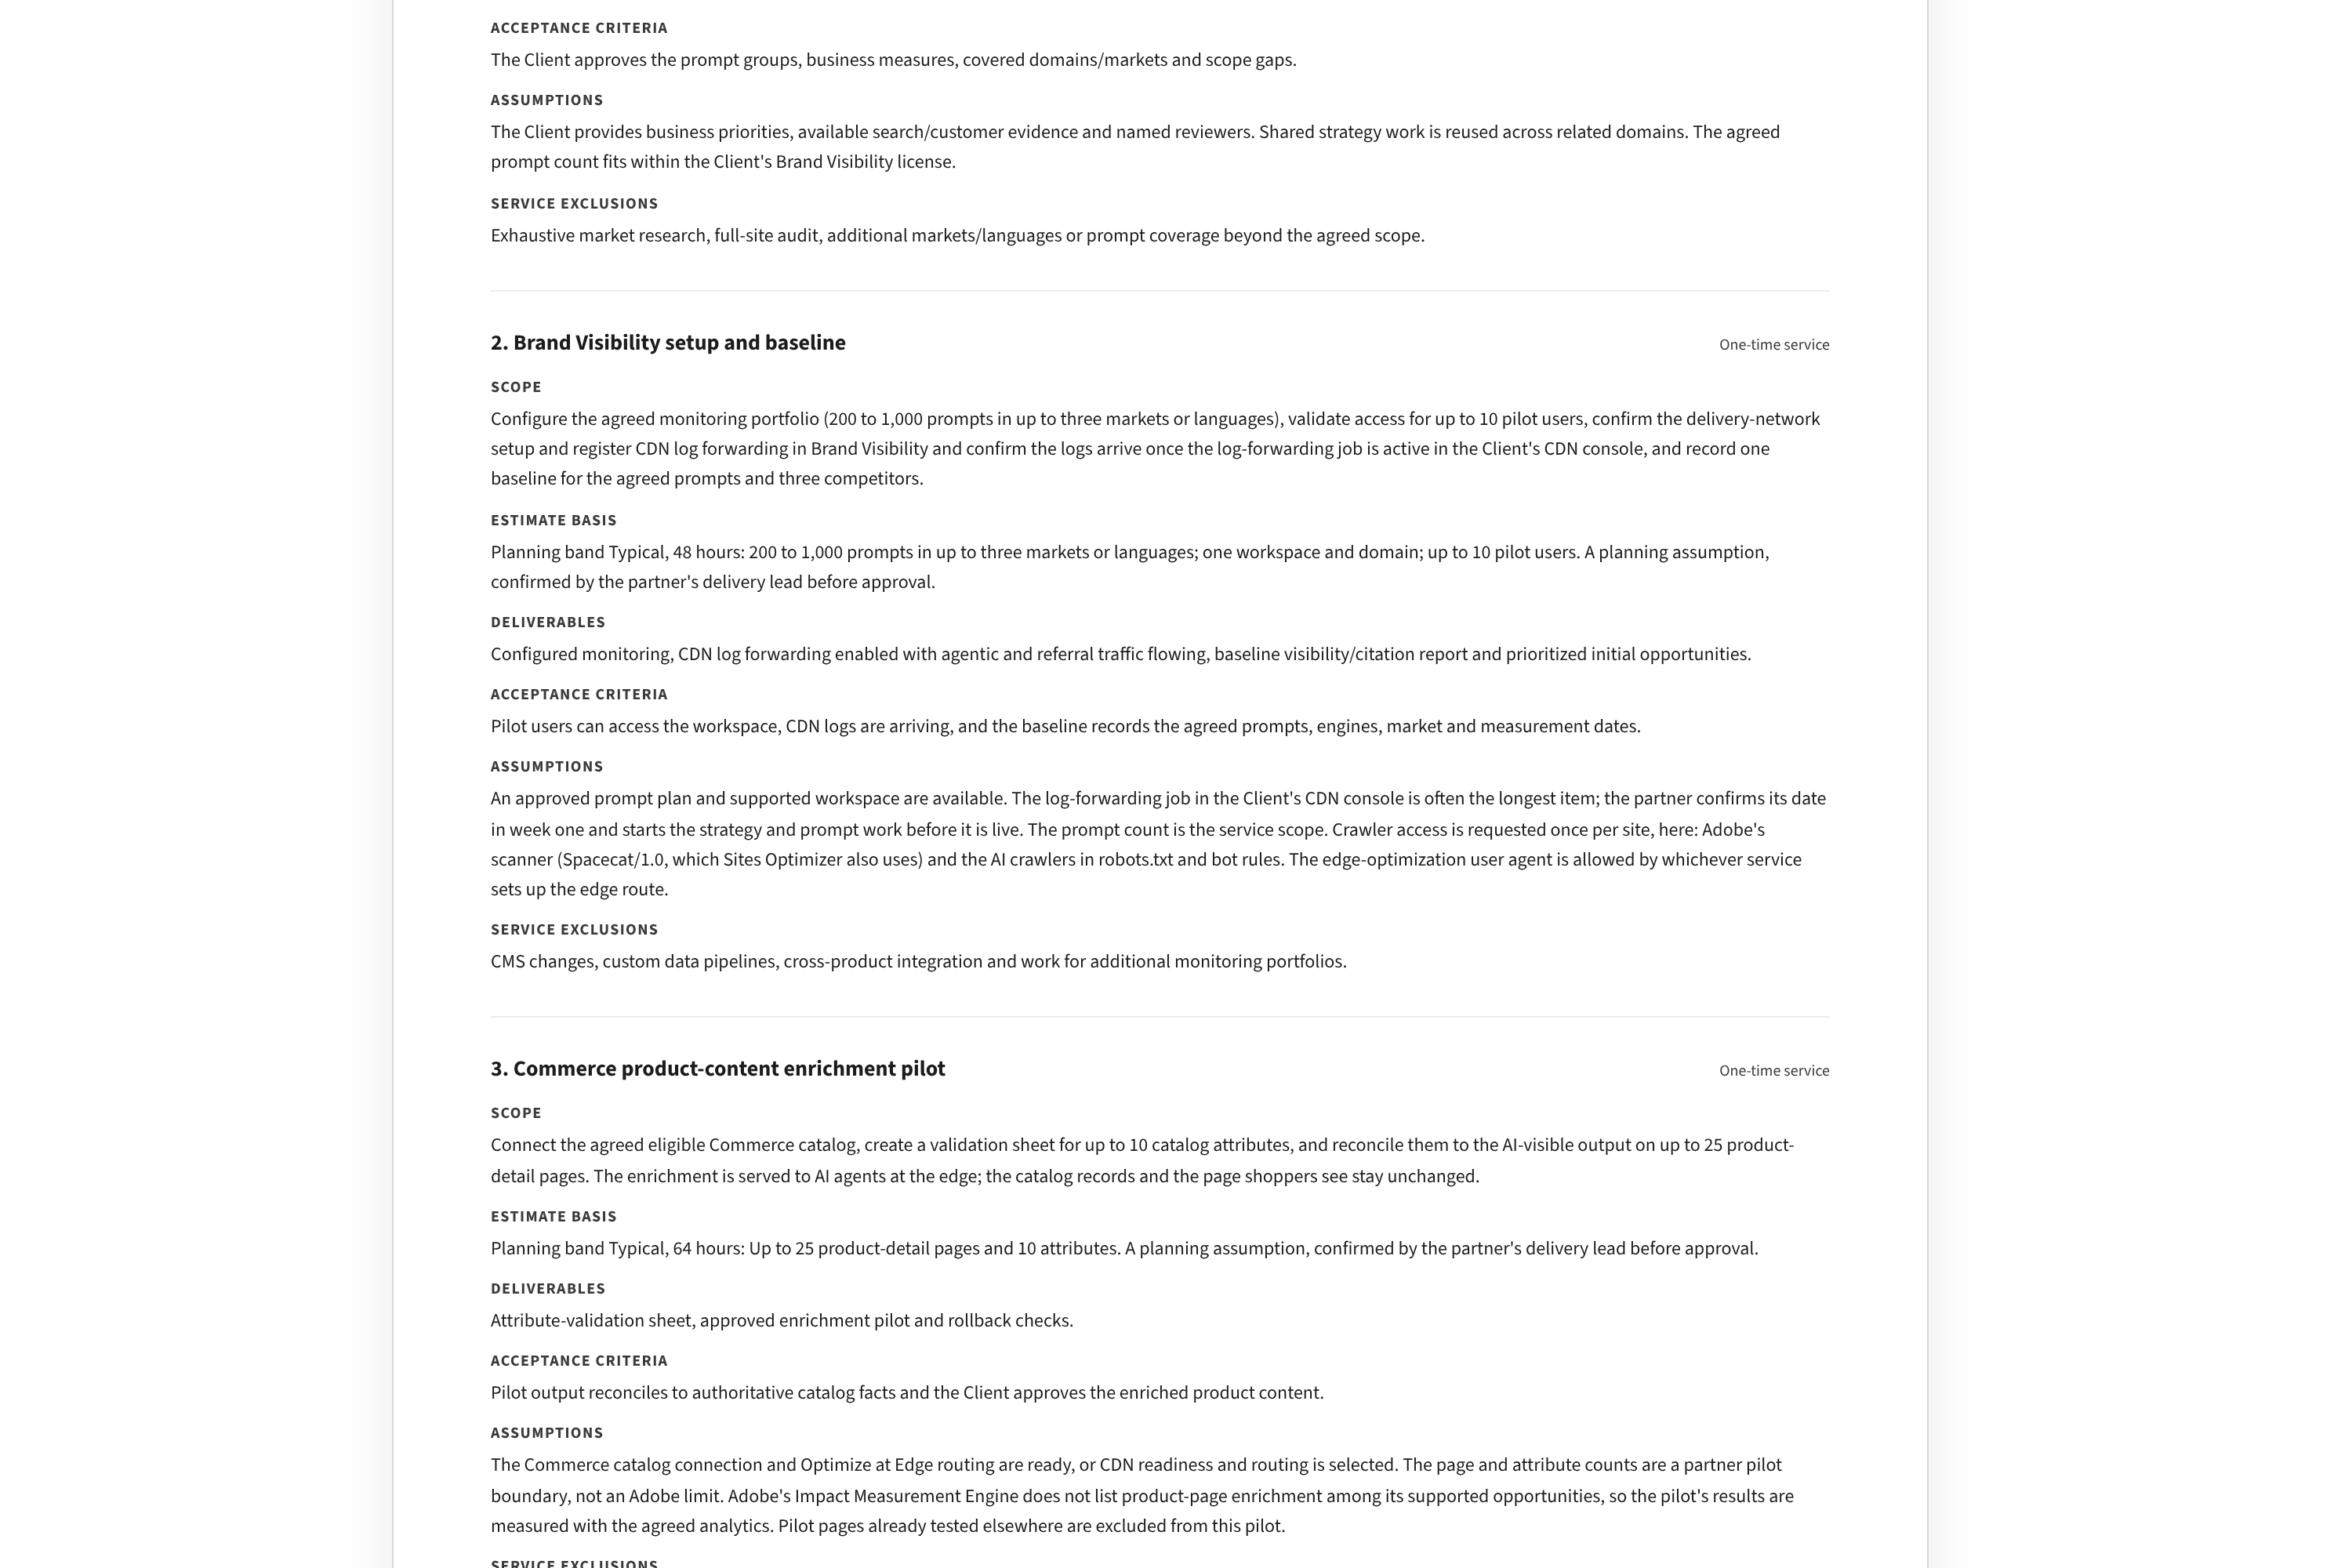 ACCEPTANCE CRITERIA
The Client approves the prompt groups, business measures, covered domains/markets and scope gaps.
ASSUMPTIONS
The Client provides business priorities, available search/customer evidence and named reviewers. Shared strategy work is reused across related domains. The agreed
prompt count fits within the Client's Brand Visibility license.
SERVICE EXCLUSIONS
Exhaustive market research, full-site audit, additional markets/languages or prompt coverage beyond the agreed scope.
2. Brand Visibility setup and baseline
One-time service
SCOPE
Configure the agreed monitoring portfolio (200 to 1,000 prompts in up to three markets or languages), validate access for up to 10 pilot users, confirm the delivery-network
setup and register CDN log forwarding in Brand Visibility and confirm the logs arrive once the log-forwarding job is active in the Client's CDN console, and record one
baseline for the agreed prompts and three competitors.
ESTIMATE BASIS
Planning band Typical, 48 hours: 200 to 1,000 prompts in up to three markets or languages; one workspace and domain; up to 10 pilot users. A planning assumption,
confirmed by the partner's delivery lead before approval.
DELIVERABLES
Configured monitoring, CDN log forwarding enabled with agentic and referral traffic flowing, baseline visibility/citation report and prioritized initial opportunities.
ACCEPTANCE CRITERIA
Pilot users can access the workspace, CDN logs are arriving, and the baseline records the agreed prompts, engines, market and measurement dates.
ASSUMPTIONS
An approved prompt plan and supported workspace are available. The log-forwarding job in the Client's CDN console is often the longest item; the partner confirms its date
in week one and starts the strategy and prompt work before it is live. The prompt count is the service scope. Crawler access is requested once per site, here: Adobe's
scanner (Spacecat/1.0, which Sites Optimizer also uses) and the AI crawlers in robots.txt and bot rules. The edge-optimization user agent is allowed by whichever service
sets up the edge route.
SERVICE EXCLUSIONS
CMS changes, custom data pipelines, cross-product integration and work for additional monitoring portfolios.
3. Commerce product-content enrichment pilot
One-time service
SCOPE
Connect the agreed eligible Commerce catalog, create a validation sheet for up to 10 catalog attributes, and reconcile them to the AI-visible output on up to 25 product-
detail pages. The enrichment is served to AI agents at the edge; the catalog records and the page shoppers see stay unchanged.
ESTIMATE BASIS
Planning band Typical, 64 hours: Up to 25 product-detail pages and 10 attributes. A planning assumption, confirmed by the partner's delivery lead before approval.
DELIVERABLES
Attribute-validation sheet, approved enrichment pilot and rollback checks.
ACCEPTANCE CRITERIA
Pilot output reconciles to authoritative catalog facts and the Client approves the enriched product content.
ASSUMPTIONS
The Commerce catalog connection and Optimize at Edge routing are ready, or CDN readiness and routing is selected. The page and attribute counts are a partner pilot
boundary, not an Adobe limit. Adobe's Impact Measurement Engine does not list product-page enrichment among its supported opportunities, so the pilot's results are
measured with the agreed analytics. Pilot pages already tested elsewhere are excluded from this pilot.
SERVICE EXCLUSIONS